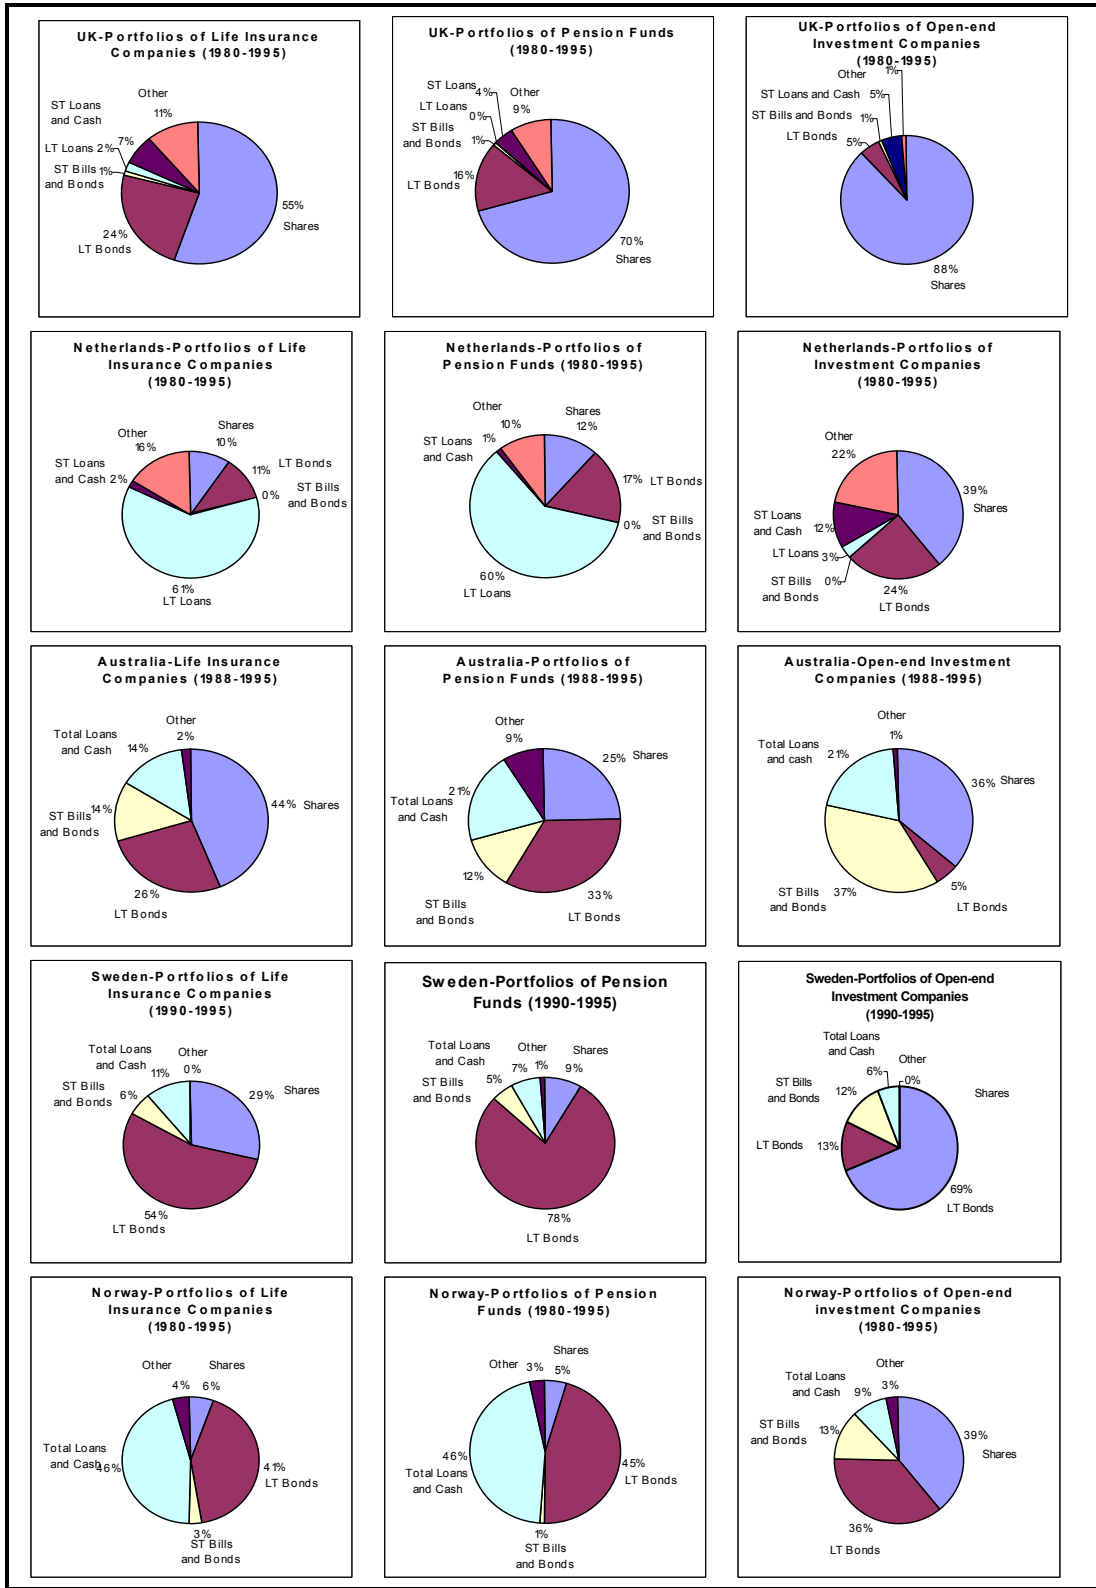 UK-Portfolios of Life Insurance
Companies (1980-1995)
ST Loans
and Cash
Other
11%
7%
LT Loans 2%
ST Bills
and Bonds
1%
55%
Shares
24%
LT Bonds
UK-Portfolios of Pension Funds
(1980-1995)
ST Loans
4%
Other
9%
LT Loans
0%
ST Bills
and Bonds
1%
16%
LT Bonds
70%
Shares
UK-Portfolios of Open-end
Investment Companies
(1980-1995)
Other
1%
ST Loans and Cash
5%
ST Bills and Bonds
1%
LT Bonds
5%
88%
Shares
Netherlands-Portfolios of Life
Insurance Companies
(1980-1995)
Other
16%
Shares
10%
ST Loans
and Cash 2%
LT Bonds
11%
ST Bills
and Bonds
0%
61%
LT Loans
Netherlands-Portfolios of
Pension Funds (1980-1995)
Other
10%
Shares
12%
ST Loans
and Cash
1%
17% LT Bonds
0%
ST Bills
and Bonds
60%
LT Loans
Netherlands-Portfolios of
Investment Companies
(1980-1995)
Other
22%
39%
Shares
ST Loans
and Cash
12%
LT Loans
3%
ST Bills
and Bonds
0%
24%
LT Bonds
Australia-Life Insurance
Companies (1988-1995)
Total Loans
and Cash
14%
Other
2%
44% Shares
ST Bills
and Bonds
14%
26%
LT Bonds
Australia-Portfolios of
Pension Funds (1988-1995)
Other
9%
25% Shares
21%
Total Loans
and Cash
12%
ST Bills
and Bonds
33%
LT Bonds
Australia-Open-end Investment
Companies (1988-1995)
Other
1%
Total Loans
and cash
21%
36%
Shares
ST Bills
and Bonds
37%
5%
LT Bonds
Sweden-Portfolios of Life
Insurance Companies
(1990-1995)
Total Loans
and Cash
11%
Other
0%
ST Bills
and Bonds
6%
29%
Shares
54%
LT Bonds
Sweden-Portfolios of Pension
Funds (1990-1995)
Total Loans
and Cash
7%
Other
1%
Shares
9%
ST Bills
and Bonds
5%
78%
LT Bonds
Sweden-Portfolios of Open-end
Investment Companies
(1990-1995)
Total Loans
and Cash
6%
Other
0%
ST Bills
and Bonds
12%
Shares
LT Bonds
13%
69%
LT Bonds
Norway-Portfolios of Life
Insurance Companies
(1980-1995)
Other
4%
Shares
6%
Total Loans
and Cash
46%
41%
LT Bonds
3%
ST Bills
and Bonds
Norway-Portfolios of Pension
Funds (1980-1995)
Other
3%
Shares
5%
46%
Total Loans
and Cash
45%
LT Bonds
1%
ST Bills
and Bonds
Norway-Portfolios of Open-end
investment Companies
(1980-1995)
Total Loans
and Cash
9%
Other
3%
ST Bills
and Bonds
13%
39%
Shares
36%
LT Bonds